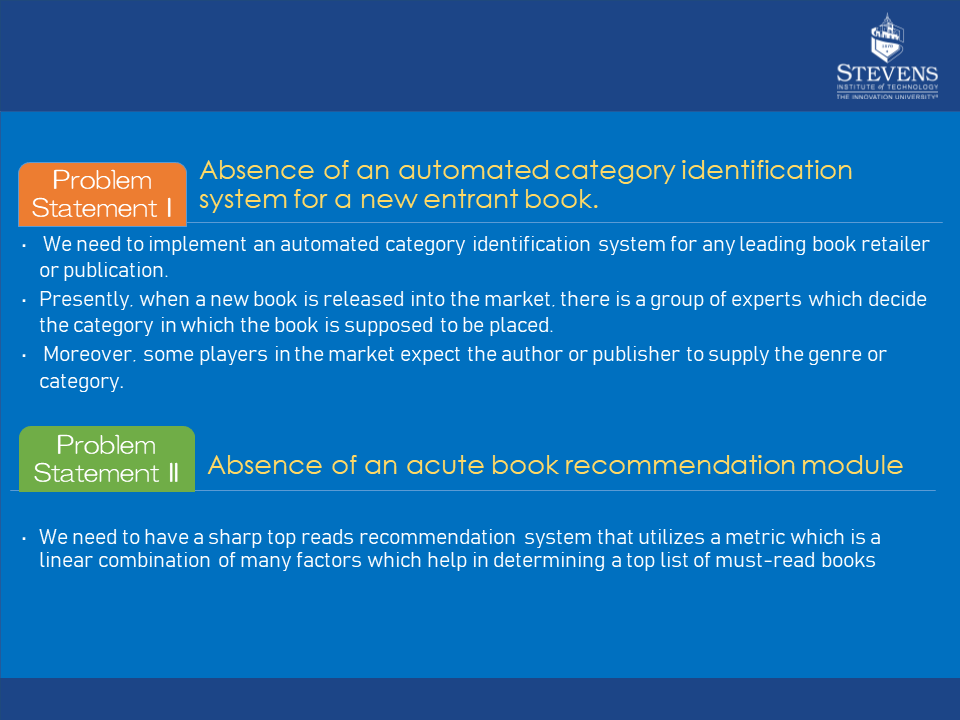 STEVENS
INSTITUTE of TECHNOLOGY
THE INNOVATION UNIVERSITY®
Problem
Statement I
Absence of an automated category identification
system for a new entrant book.
· We need to implement an automated category identification system for any leading book retailer
or publication.
· Presently, when a new book is released into the market, there is a group of experts which decide
the category in which the book is supposed to be placed.
· Moreover, some players in the market expect the author or publisher to supply the genre or
category.
Problem
Statement II
Absence of an acute book recommendation module
· We need to have a sharp top reads recommendation system that utilizes a metric which is a
linear combination of many factors which help in determining a top list of must-read books